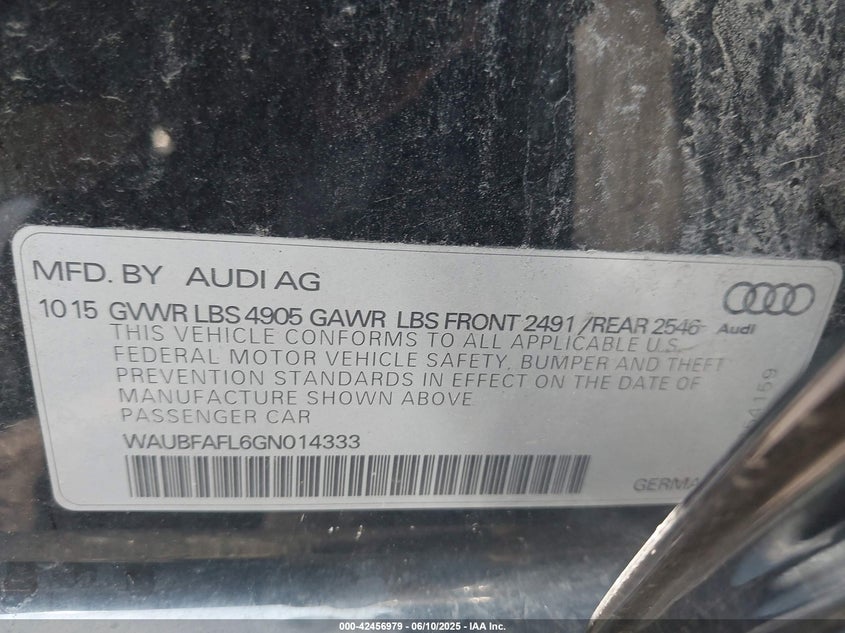 MFD. BY AUDI AG
10 15 GVWR LBS 4905 GAWR LBS FRONT 2491 /REAR 2546
Audi
THIS VEHICLE CONFORMS TO ALL APPLICABLE U.S.
FEDERAL MOTOR VEHICLE SAFETY, BUMPER AND THEFT
PREVENTION STANDARDS IN EFFECT ON THE DATE OF
MANUFACTURE SHOWN ABOVE
PASSENGER CAR
WAUBFAFL6GN014333
GERMA
000-42456979 - 06/10/2025 - IAA Inc.